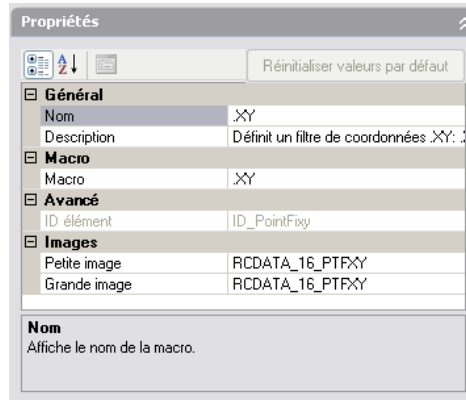 Propriétés
Réinitialiser valeurs par défaut
Général
Nom .XY
Description Définit un filtre de coordonnées .XY: .
Macro
Macro .XY
Avancé
ID élément ID_PointFixy
Images
Petite image RCDATA_16_PTFXY
Grande image RCDATA_16_PTFXY
Nom
Affiche le nom de la macro.